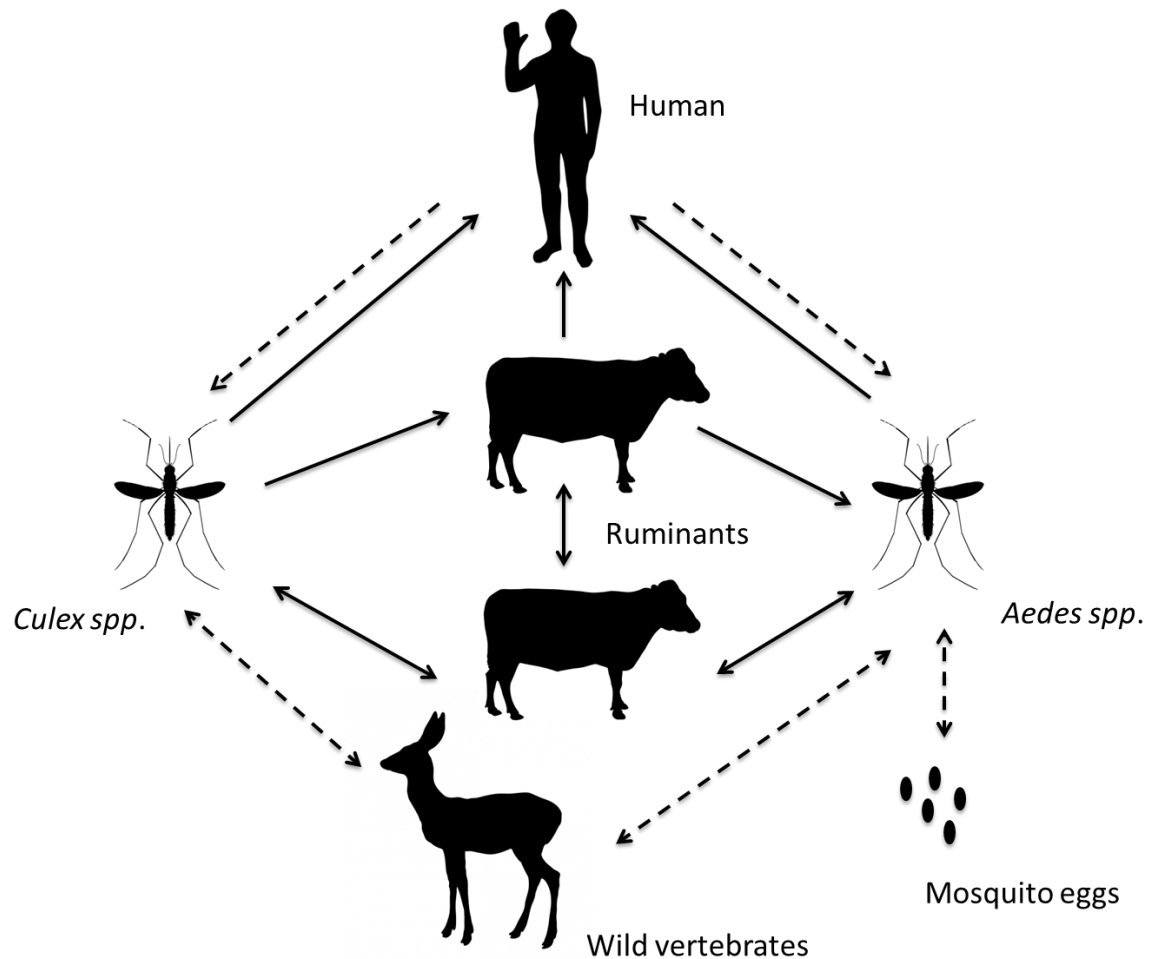 Human
Ruminants
Culex spp.
Aedes spp.
Mosquito eggs
Wild vertebrates